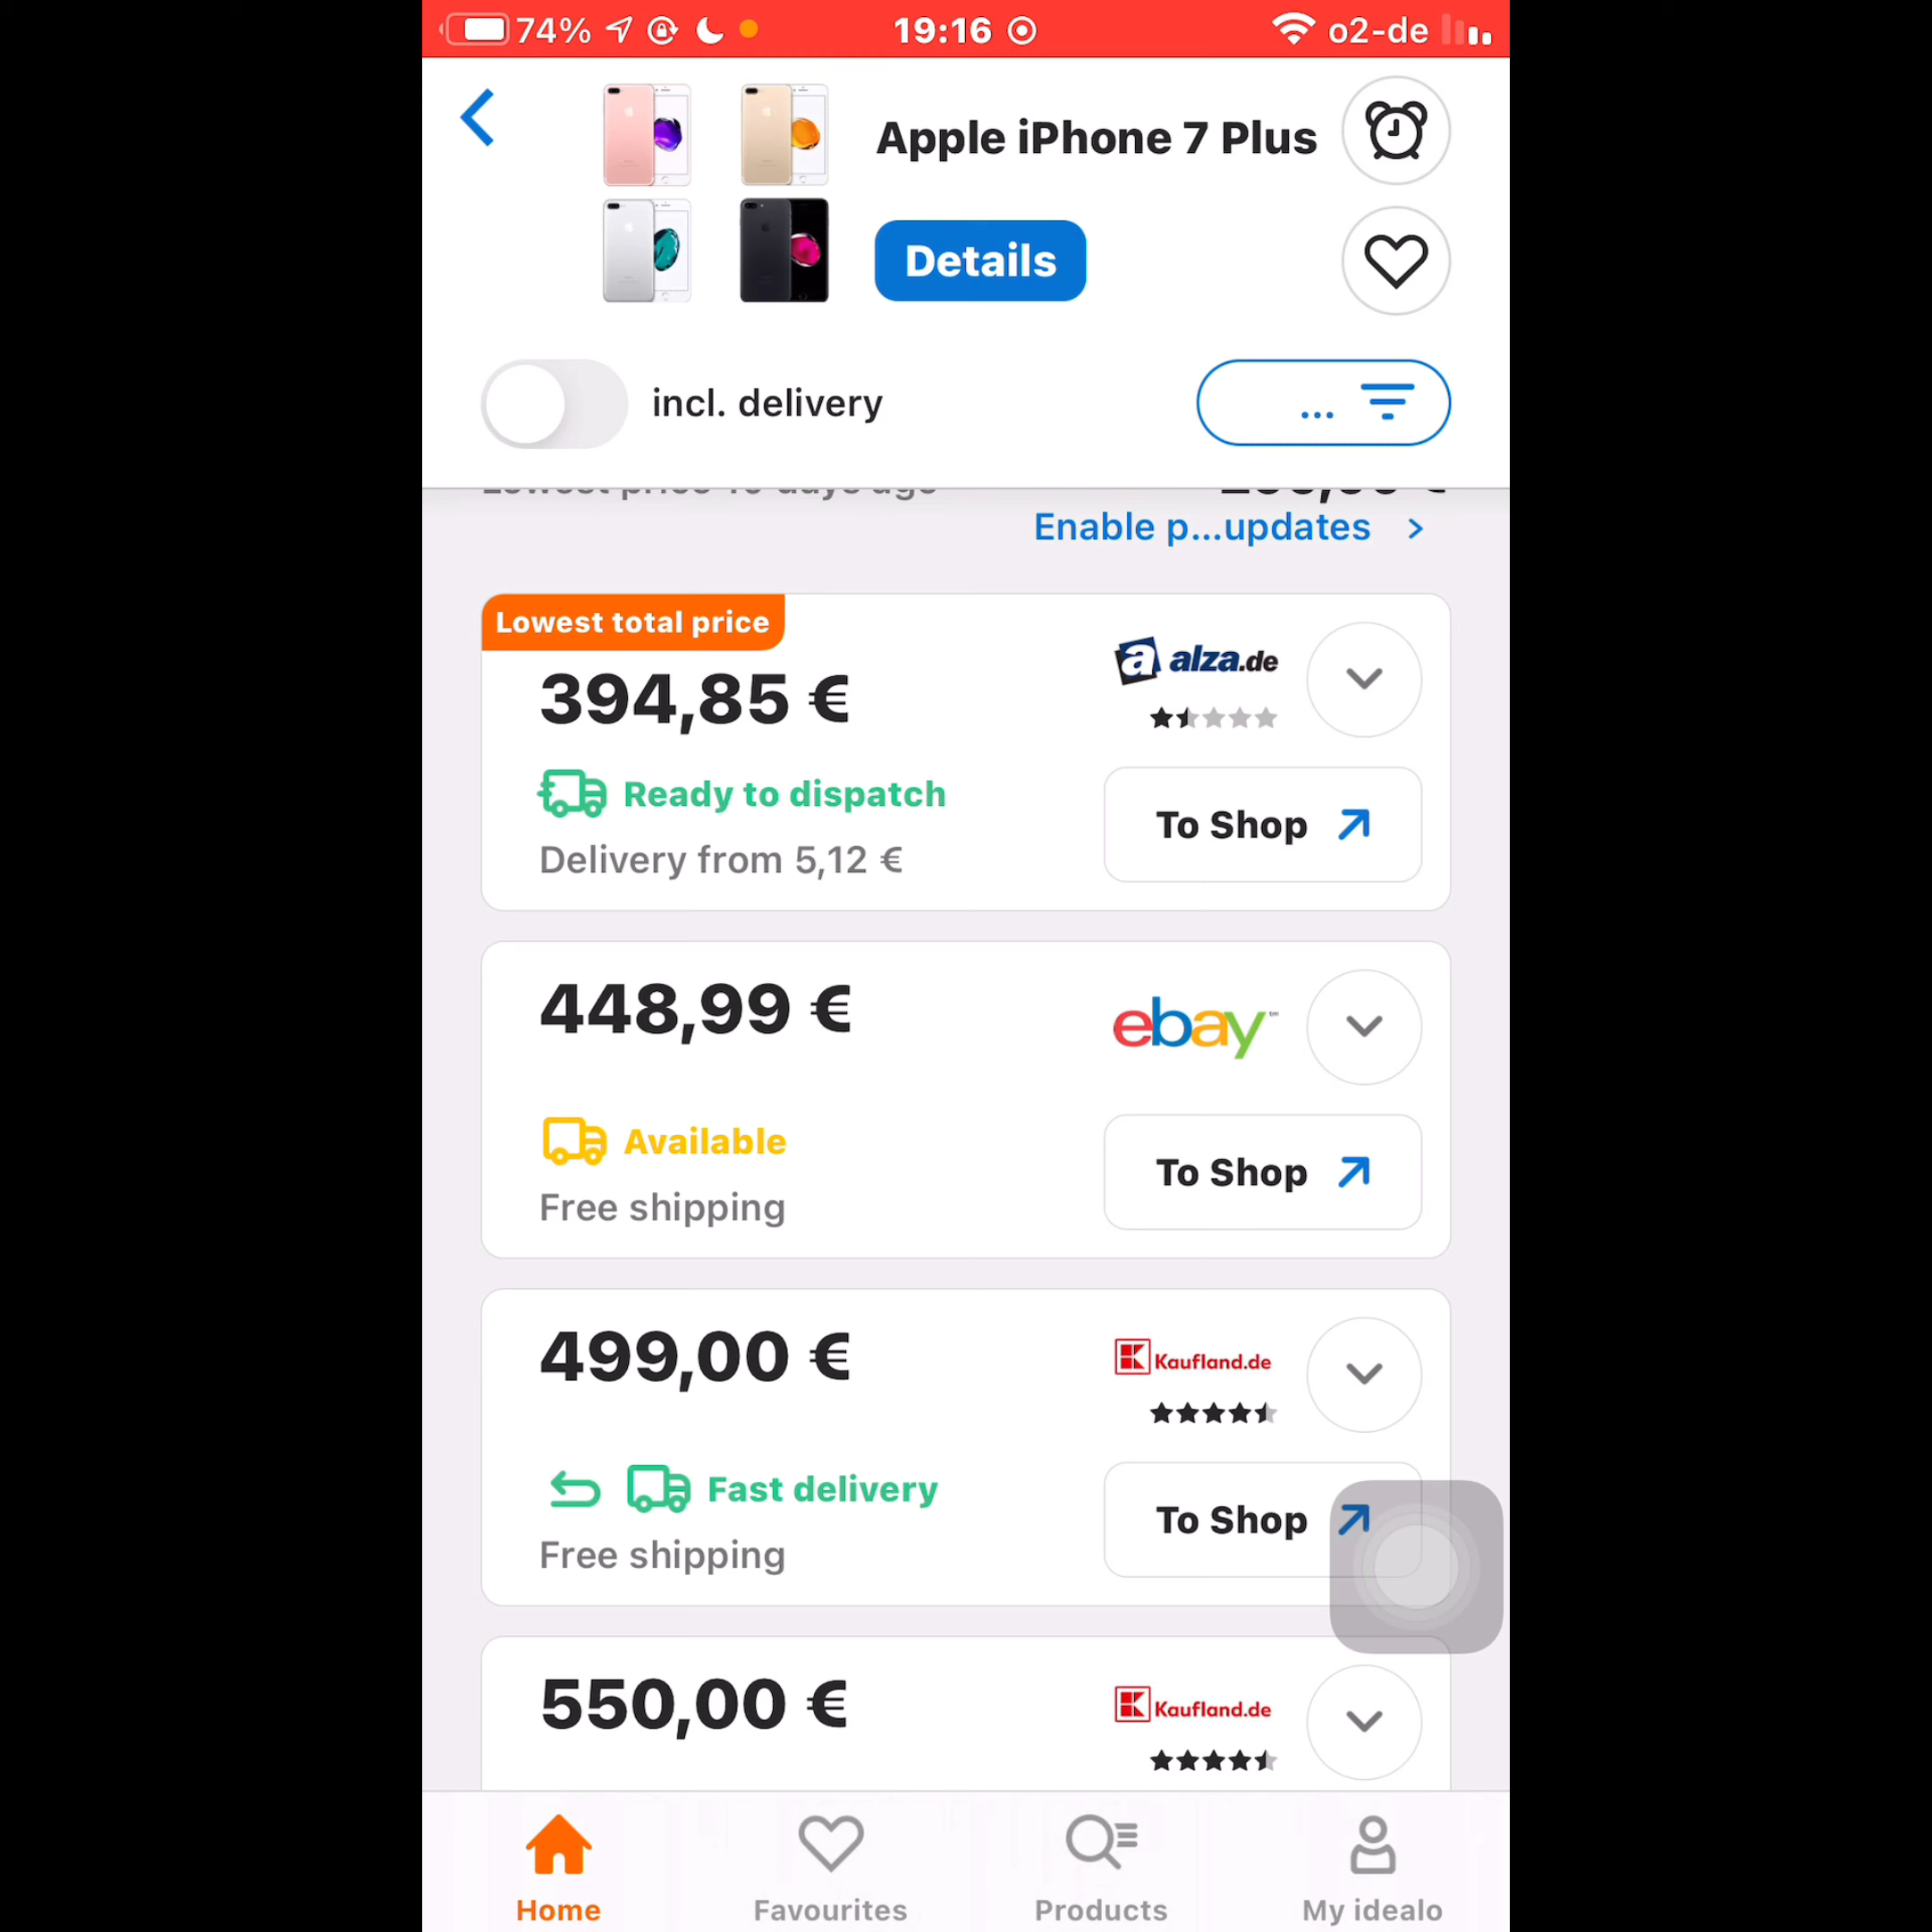 74%
19:16
o2-de
Apple iPhone 7 Plus
Details
incl. delivery
...
Enable p...updates
Lowest total price
394,85 €
alza.de
Ready to dispatch
Delivery from 5,12 €
To Shop
448,99 €
ebay™
Available
Free shipping
To Shop
499,00 €
Kaufland.de
Fast delivery
Free shipping
To Shop
550,00 €
Kaufland.de
Home
Favourites
Products
My idealo